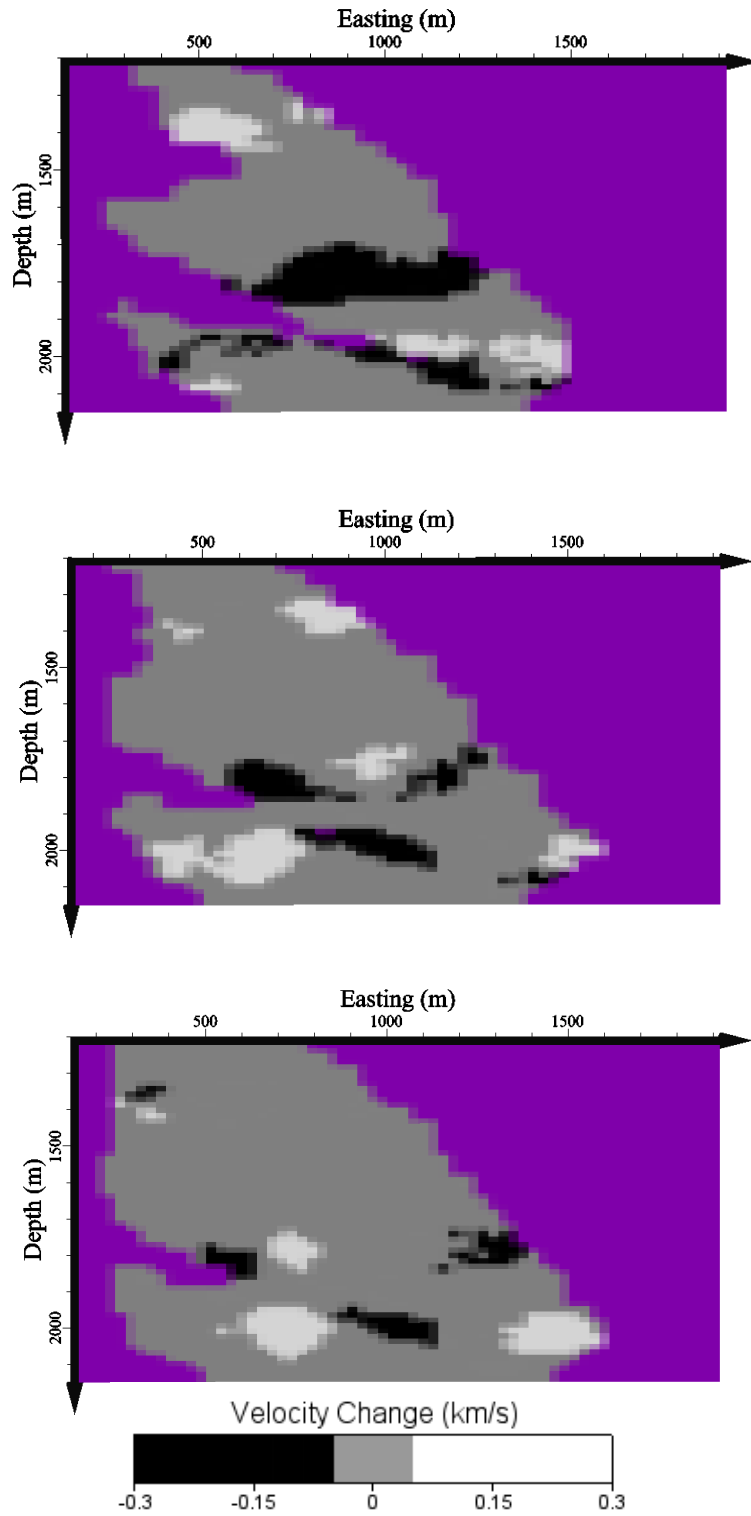 Easting (m)
500 1000 1500
Depth (m)
1500
2000
Easting (m)
500 1000 1500
Depth (m)
1500
2000
Easting (m)
500 1000 1500
Depth (m)
1500
2000
Velocity Change (km/s)
-0.3 -0.15 0 0.15 0.3